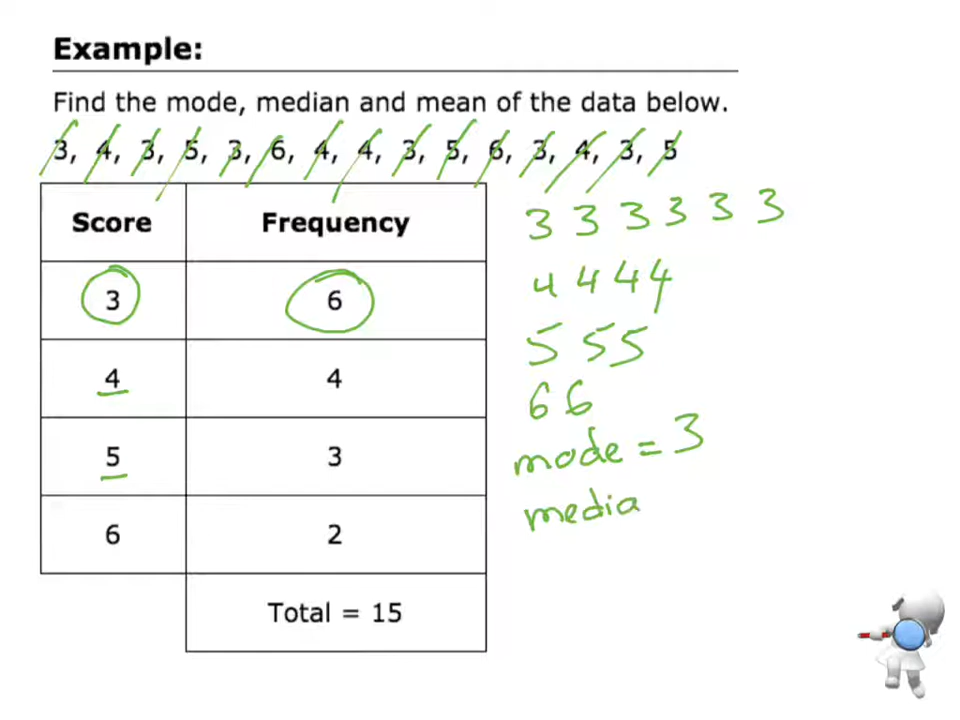 Example:
Find the mode, median and mean of the data below.
3, 4, 3, 5, 3, 6, 4, 4, 3, 5, 6, 3, 4, 3, 5
Score Frequency
3 6
4 4
5 3
6 2
Total = 15
3 3 3 3 3 3
4 4 4 4
5 5 5
6 6
mode = 3
media